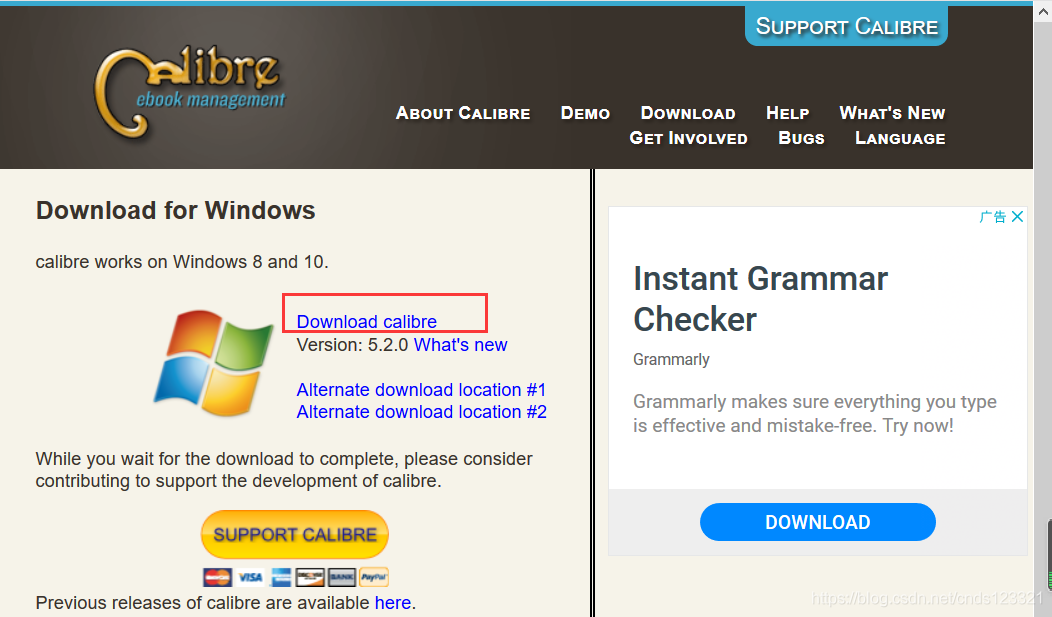 SUPPORT CALIBRE
Calibre
ebook management
ABOUT CALIBRE DEMO DOWNLOAD HELP WHAT'S NEW
GET INVOLVED BUGS LANGUAGE
Download for Windows
calibre works on Windows 8 and 10.
Download calibre
Version: 5.2.0 What's new
Alternate download location #1
Alternate download location #2
While you wait for the download to complete, please consider
contributing to support the development of calibre.
SUPPORT CALIBRE
VISA BANK PayPal
Previous releases of calibre are available here.
广告
Instant Grammar
Checker
Grammarly
Grammarly makes sure everything you type
is effective and mistake-free. Try now!
DOWNLOAD
https://blog.csdn.net/cnds123321